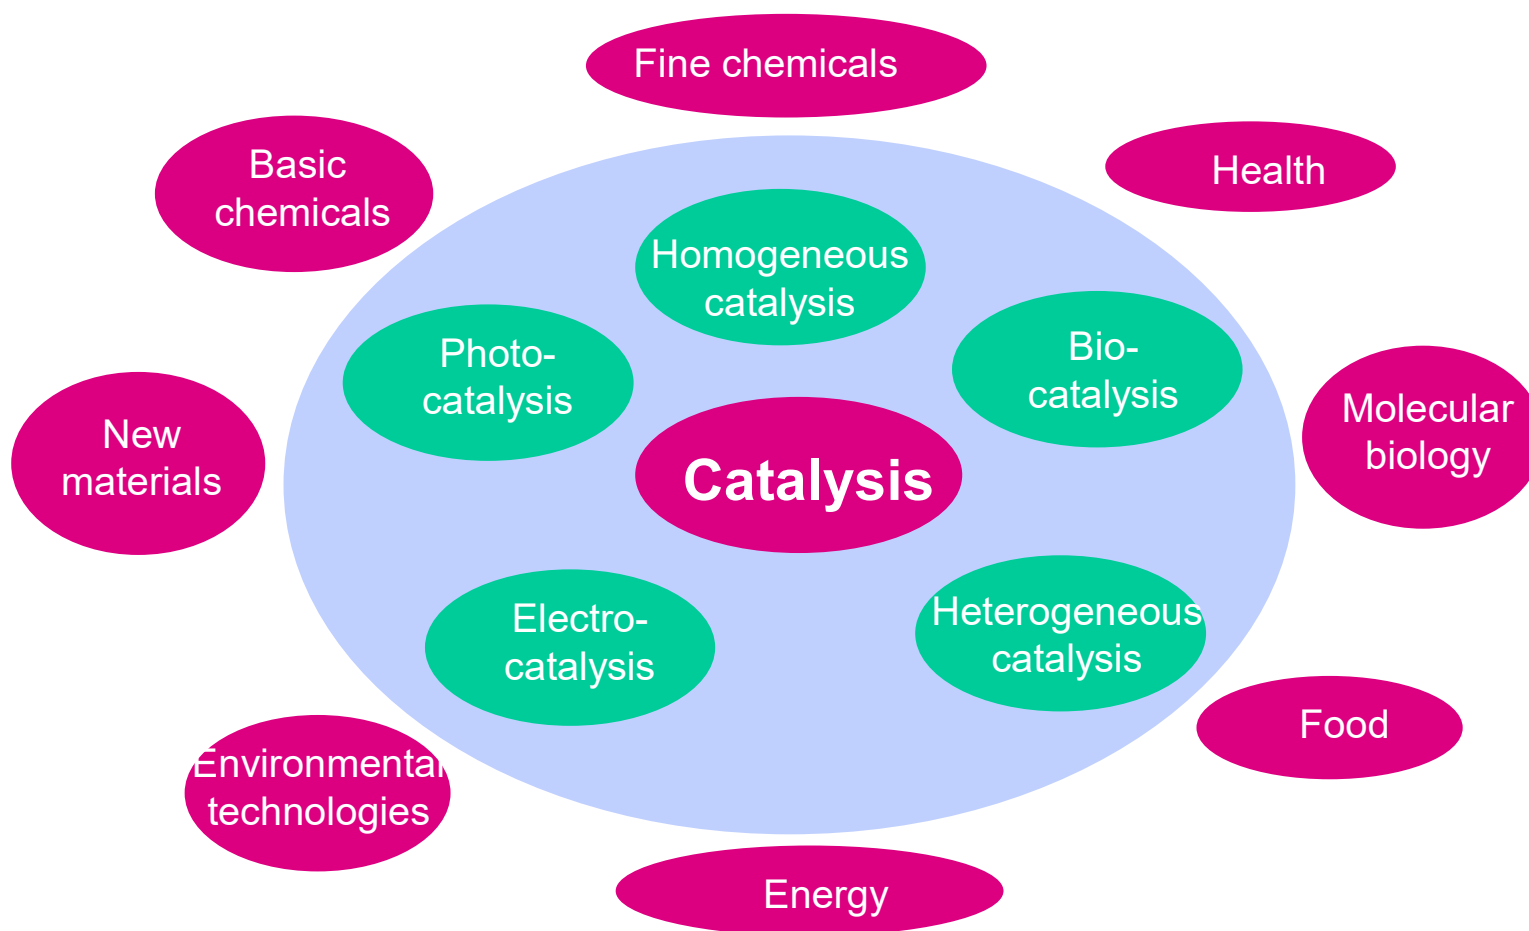 Fine chemicals
Basic
chemicals
Health
Homogeneous
catalysis
Photo-
catalysis
Bio-
catalysis
New
materials
Catalysis
Molecular
biology
Electro-
catalysis
Heterogeneous
catalysis
Environmental
technologies
Food
Energy